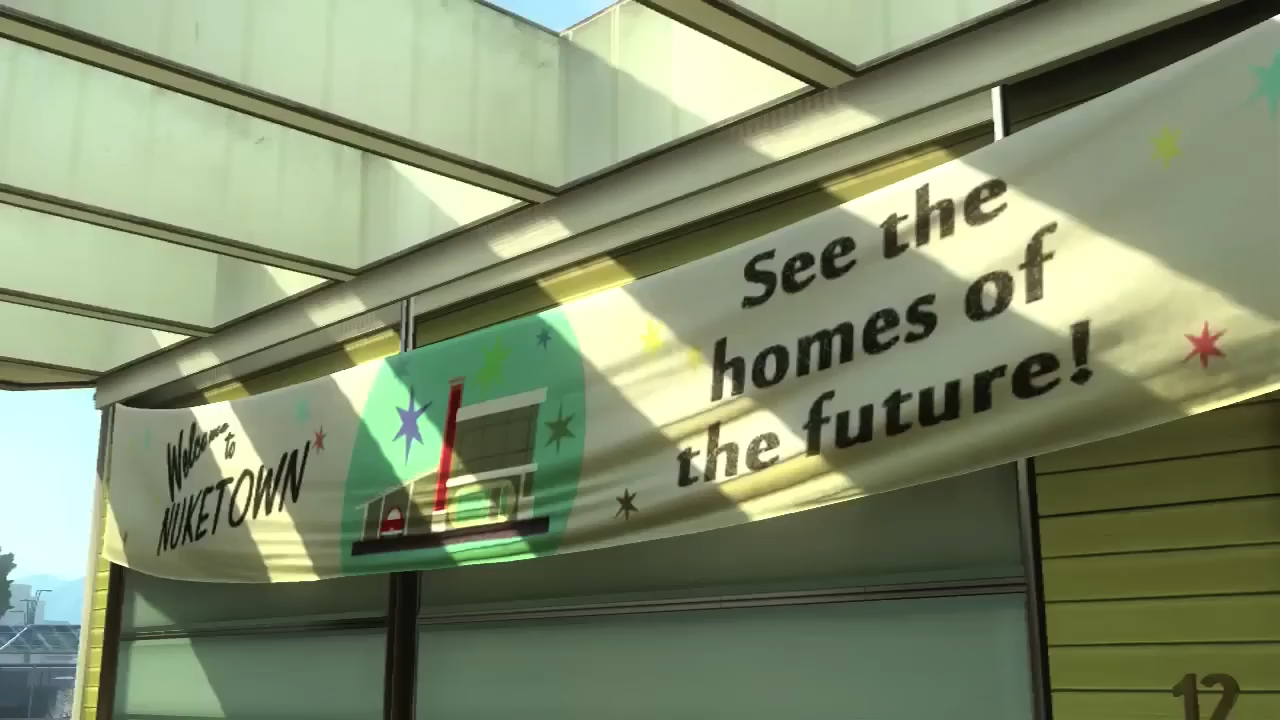 Welcome
to
NUKETOWN
See the
homes of
the future!
12